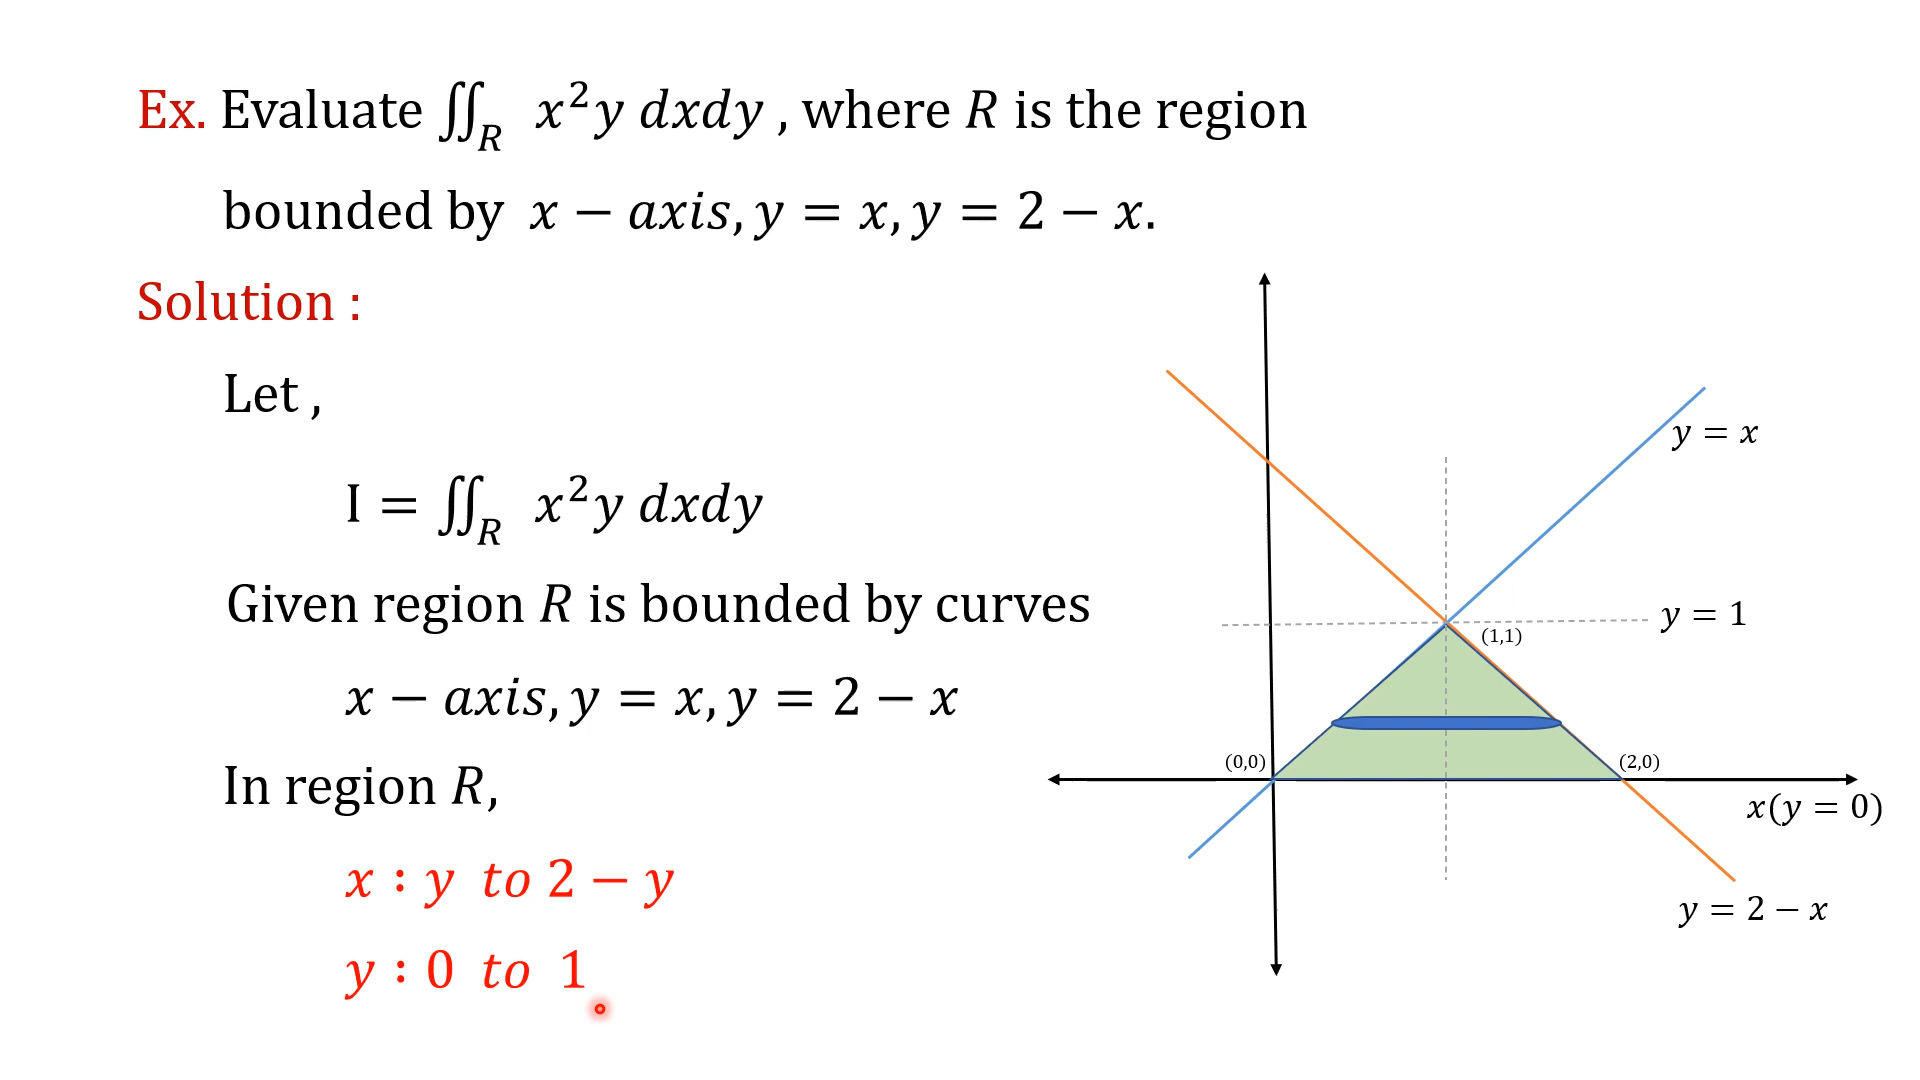 Ex. Evaluate ∬_R x²y dxdy , where R is the region
bounded by x − axis, y = x, y = 2 − x.
Solution :
Let ,
I = ∬_R x²y dxdy
Given region R is bounded by curves
x − axis, y = x, y = 2 − x
In region R,
x : y to 2 − y
y : 0 to 1
y = x
y = 1
(1,1)
(0,0)
(2,0)
x(y = 0)
y = 2 − x